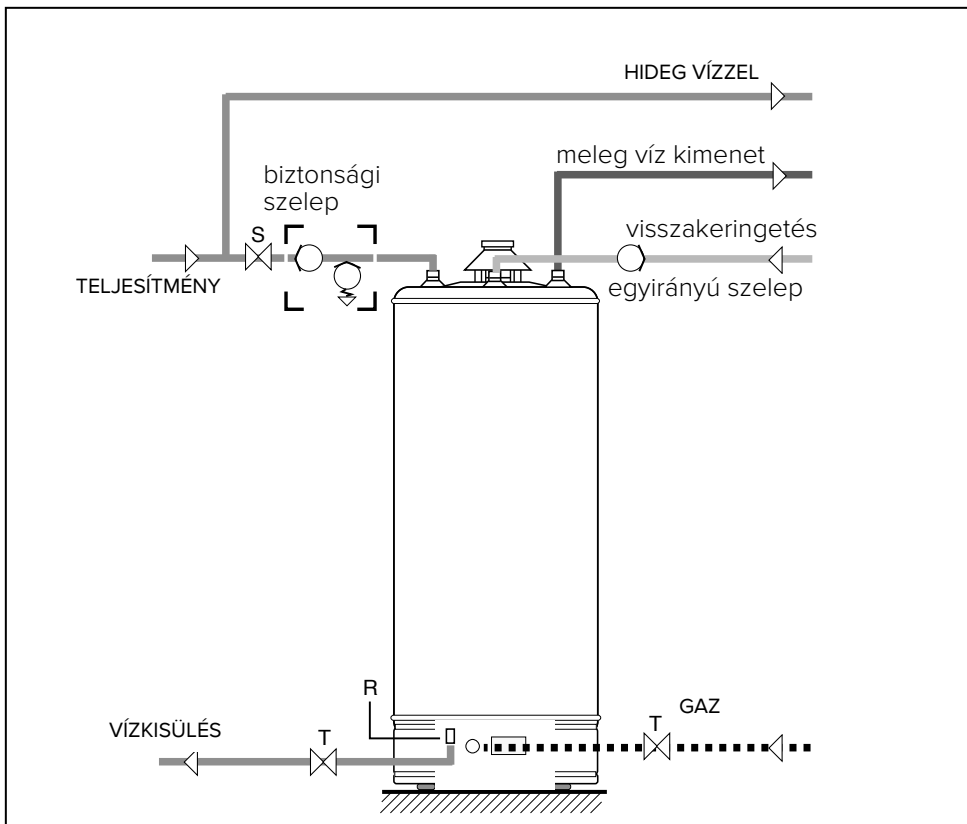 HIDEG VÍZZEL
meleg víz kimenet
biztonsági
szelep
visszakeringetés
S
TELJESÍTMÉNY
egyirányú szelep
R
GAZ
VÍZKISÜLÉS
T
T